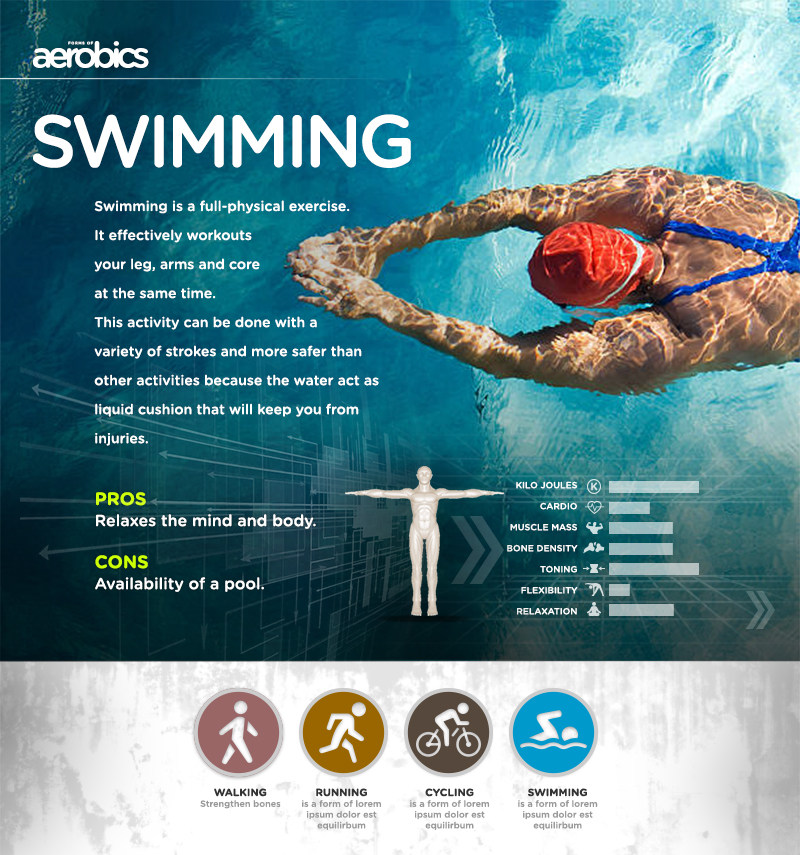 FORMS OF
aerobics
SWIMMING
Swimming is a full-physical exercise.
It effectively workouts
your leg, arms and core
at the same time.
This activity can be done with a
variety of strokes and more safer than
other activities because the water act as
liquid cushion that will keep you from
injuries.
PROS
Relaxes the mind and body.
CONS
Availability of a pool.
KILO JOULES K
CARDIO
MUSCLE MASS
BONE DENSITY
TONING
FLEXIBILITY
RELAXATION
WALKING
Strengthen bones
RUNNING
is a form of lorem
ipsum dolor est
equilirbum
CYCLING
is a form of lorem
ipsum dolor est
equilirbum
SWIMMING
is a form of lorem
ipsum dolor est
equilirbum